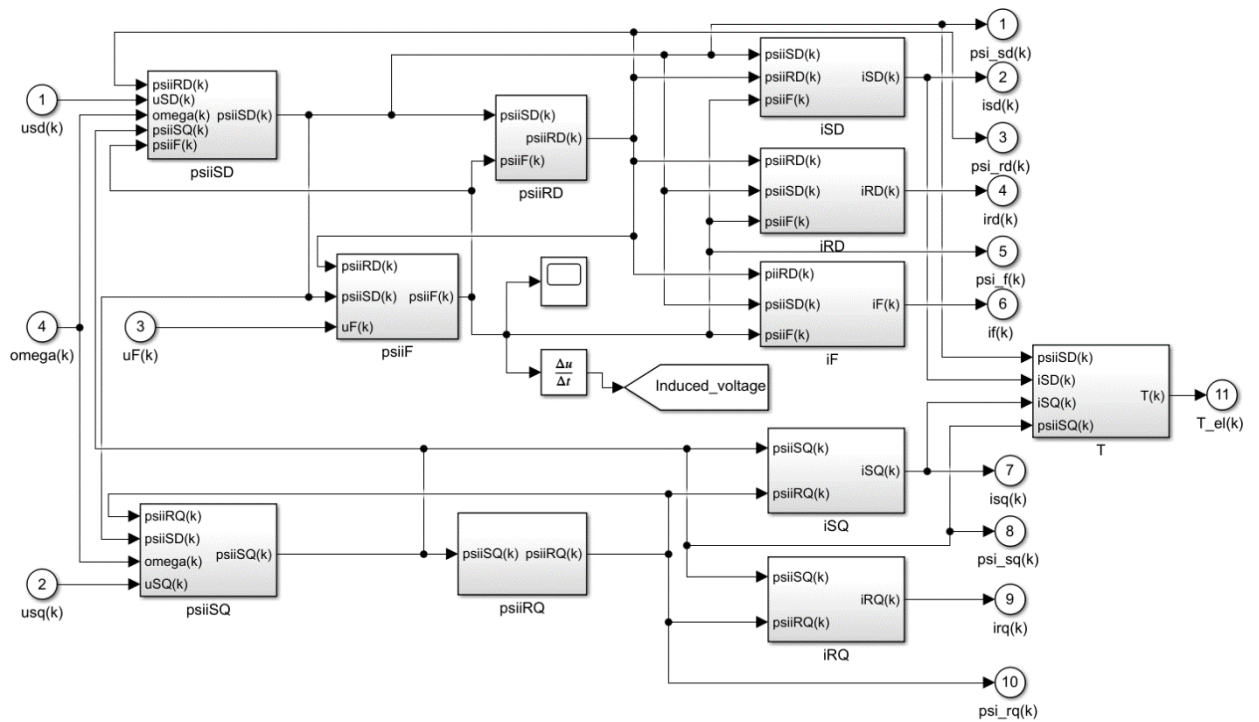 1
usd(k)
psiiRD(k)
uSD(k)
omega(k)
psiiSQ(k)
psiiF(k)
psiiSD(k)
psiiSD
psiiSD(k)
psiiF(k)
psiiRD(k)
psiiRD
psiiSD(k)
psiiRD(k)
psiiF(k)
iSD(k)
iSD
1
psi_sd(k)
2
isd(k)
3
psi_rd(k)
psiiRD(k)
psiiSD(k)
psiiF(k)
iRD(k)
iRD
4
ird(k)
5
psi_f(k)
4
omega(k)
3
uF(k)
psiiRD(k)
psiiSD(k)
uF(k)
psiiF(k)
psiiF
piiRD(k)
psiiSD(k)
psiiF(k)
iF(k)
iF
6
if(k)
Δu
Δt
Induced_voltage
psiiSD(k)
iSD(k)
iSQ(k)
psiiSQ(k)
T(k)
T
11
T_el(k)
psiiSQ(k)
psiiRQ(k)
iSQ(k)
iSQ
7
isq(k)
8
psi_sq(k)
2
usq(k)
psiiRQ(k)
psiiSD(k)
omega(k)
uSQ(k)
psiiSQ(k)
psiiSQ
psiiSQ(k) psiiRQ(k)
psiiRQ
psiiSQ(k)
psiiRQ(k)
iRQ(k)
iRQ
9
irq(k)
10
psi_rq(k)